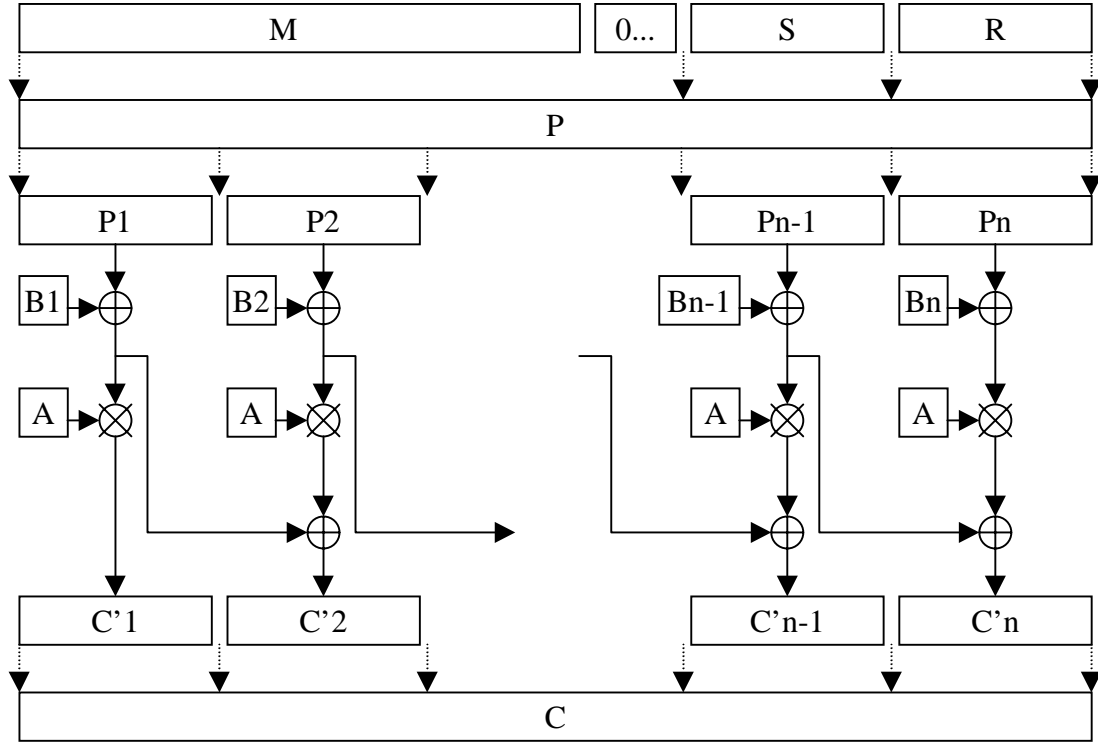 M 0... S R
P
P1 P2 Pn-1 Pn
B1 B2 Bn-1 Bn
A A A A
C’1 C’2 C’n-1 C’n
C